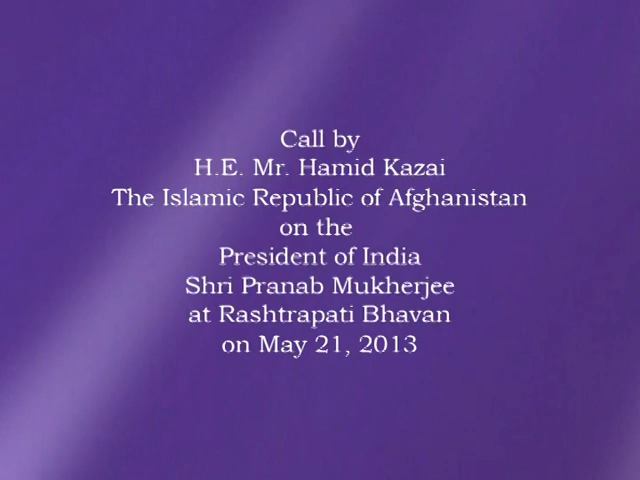 Call by
H.E. Mr. Hamid Kazai
The Islamic Republic of Afghanistan
on the
President of India
Shri Pranab Mukherjee
at Rashtrapati Bhavan
on May 21, 2013